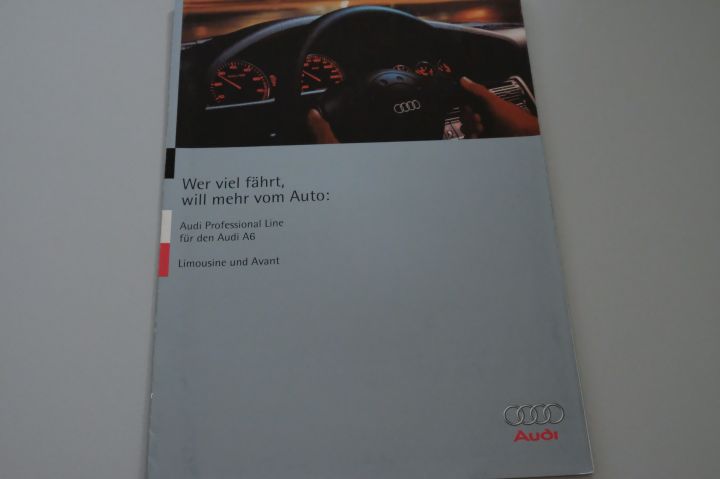 Wer viel fährt,
will mehr vom Auto:
Audi Professional Line
für den Audi A6
Limousine und Avant
Audi